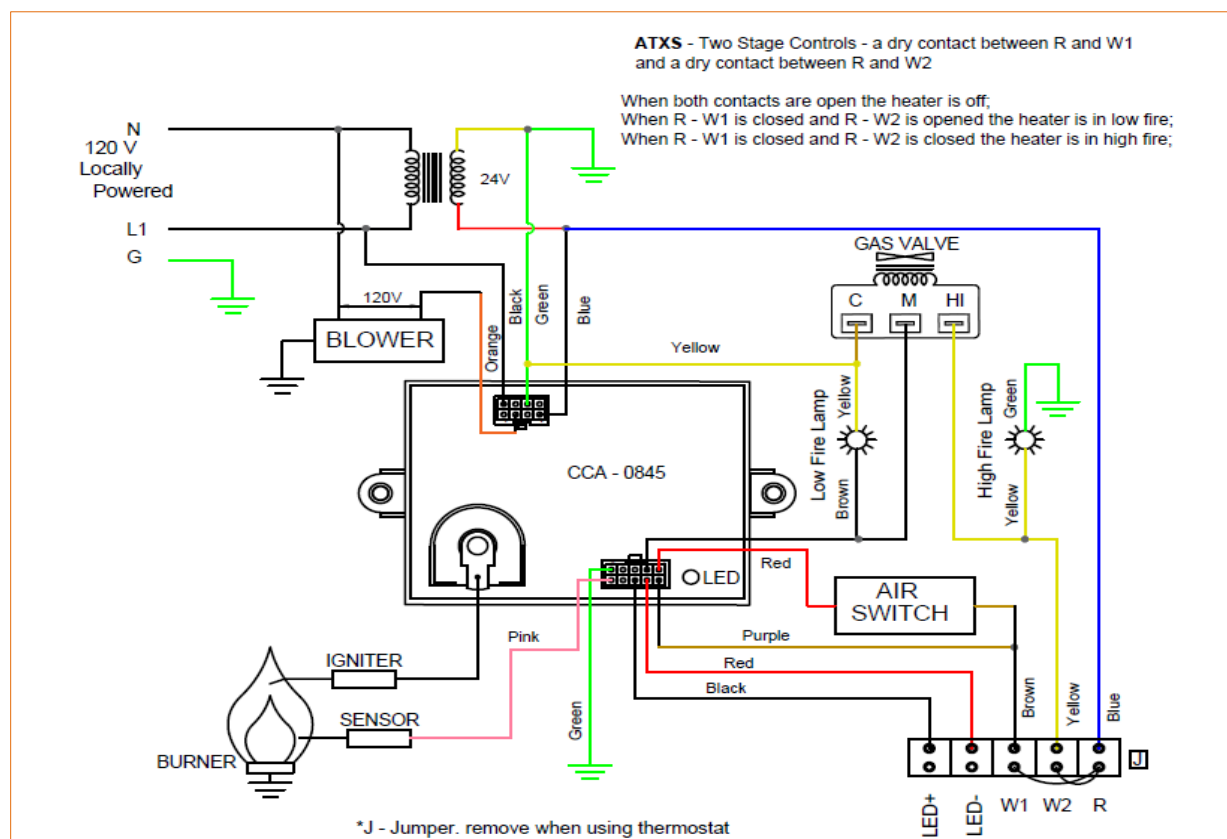 ATXS - Two Stage Controls - a dry contact between R and W1
and a dry contact between R and W2
When both contacts are open the heater is off;
When R - W1 is closed and R - W2 is opened the heater is in low fire;
When R - W1 is closed and R - W2 is closed the heater is in high fire;
N
120 V
Locally
Powered
L1
G
24V
GAS VALVE
C
M
HI
120V
BLOWER
Orange
Black
Green
Blue
Yellow
Yellow
Low Fire Lamp
Brown
Green
High Fire Lamp
Yellow
CCA - 0845
LED
Red
AIR
SWITCH
Purple
Red
Black
Pink
IGNITER
SENSOR
BURNER
Green
Brown
Yellow
Blue
J
LED+
LED-
W1
W2
R
*J - Jumper. remove when using thermostat